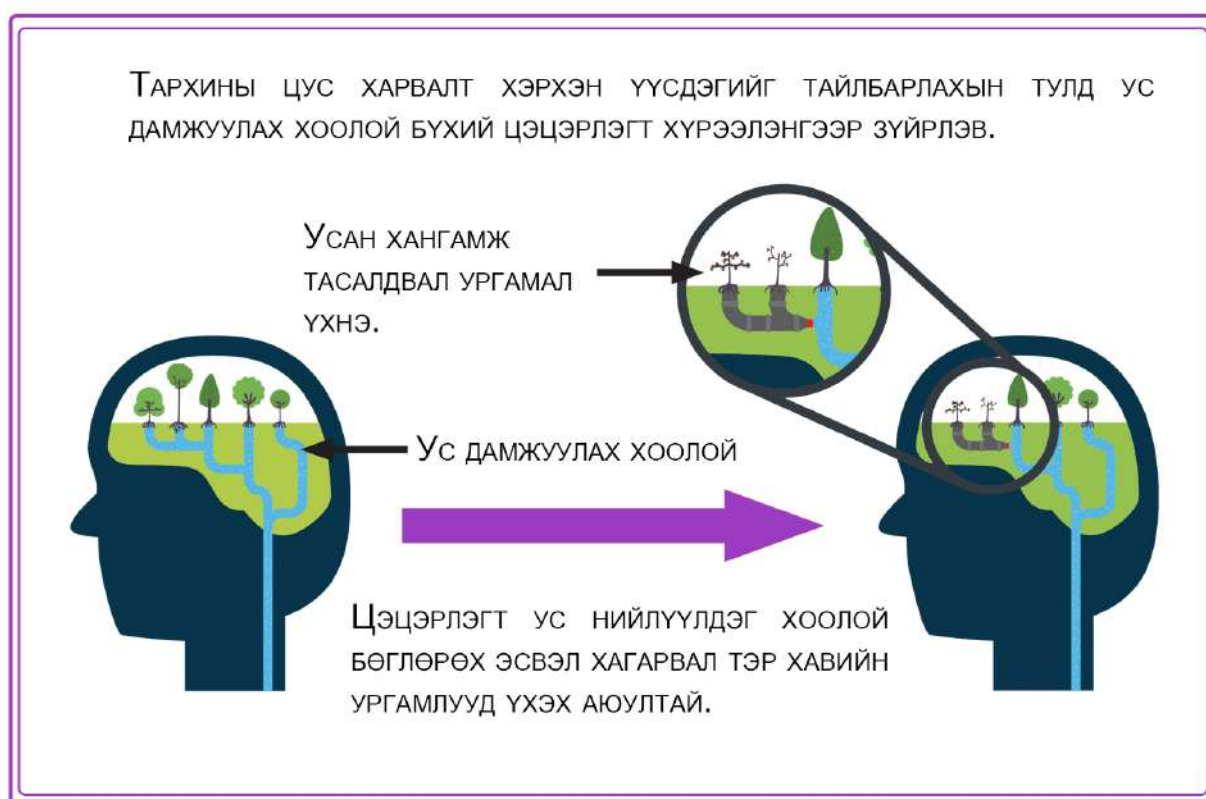 Тархины цус харвалт хэрхэн үүсдэгийг тайлбарлахын тулд ус
дамжуулах хоолой бүхий цэцэрлэгт хүрээлэнгээр зүйрлэв.
Усан хангамж
тасалдвал ургамал
үхнэ.
Ус дамжуулах хоолой
Цэцэрлэгт ус нийлүүлдэг хоолой
бөглөрөх эсвэл хагарвал тэр хавийн
ургамлууд үхэх аюултай.